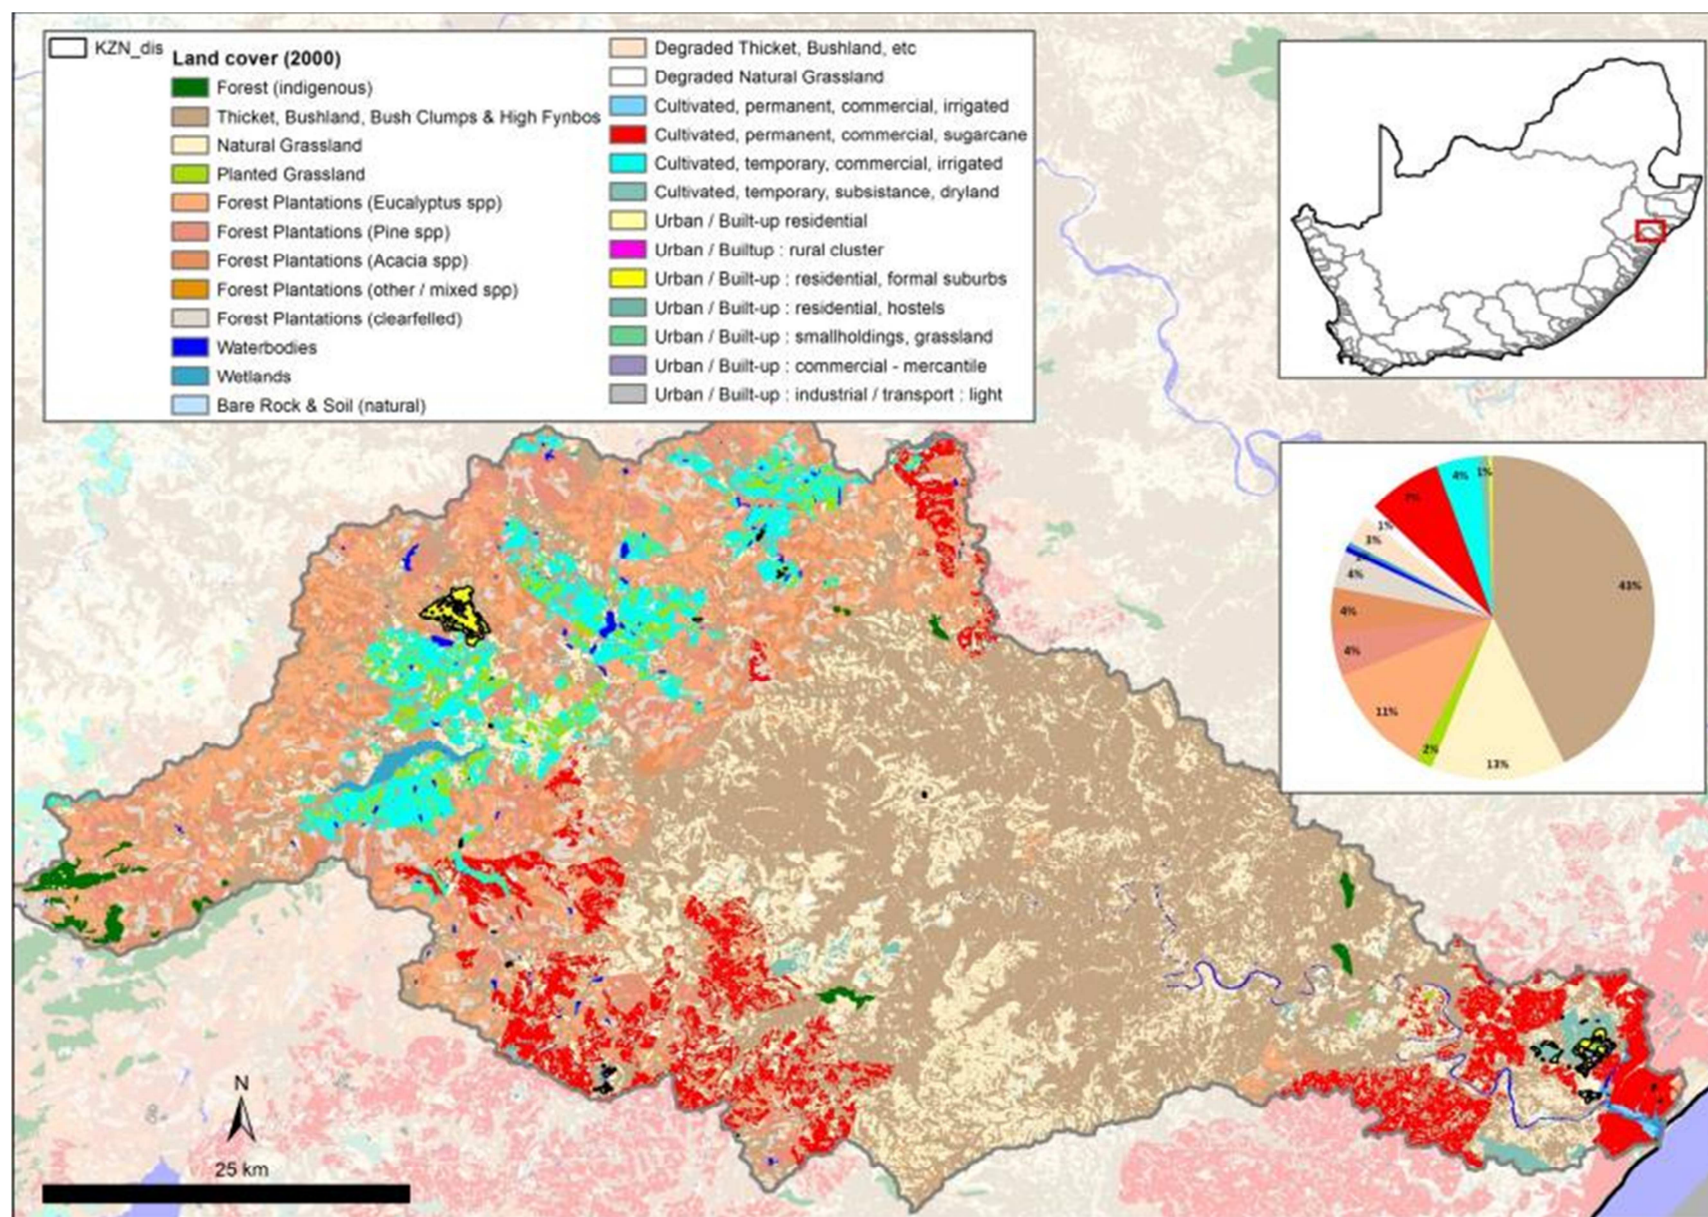 KZN_dis
Land cover (2000)
Forest (indigenous)
Thicket, Bushland, Bush Clumps & High Fynbos
Natural Grassland
Planted Grassland
Forest Plantations (Eucalyptus spp)
Forest Plantations (Pine spp)
Forest Plantations (Acacia spp)
Forest Plantations (other / mixed spp)
Forest Plantations (clearfelled)
Waterbodies
Wetlands
Bare Rock & Soil (natural)
Degraded Thicket, Bushland, etc
Degraded Natural Grassland
Cultivated, permanent, commercial, irrigated
Cultivated, permanent, commercial, sugarcane
Cultivated, temporary, commercial, irrigated
Cultivated, temporary, subsistance, dryland
Urban / Built-up residential
Urban / Builtup : rural cluster
Urban / Built-up : residential, formal suburbs
Urban / Built-up : residential, hostels
Urban / Built-up : smallholdings, grassland
Urban / Built-up : commercial - mercantile
Urban / Built-up : industrial / transport : light
4%
1%
7%
1%
3%
4%
4%
4%
11%
2%
13%
43%
N
25 km